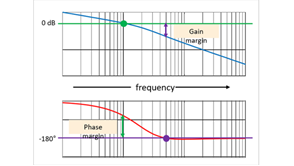 0 dB
Gain
margin
frequency
Phase
margin
-180°